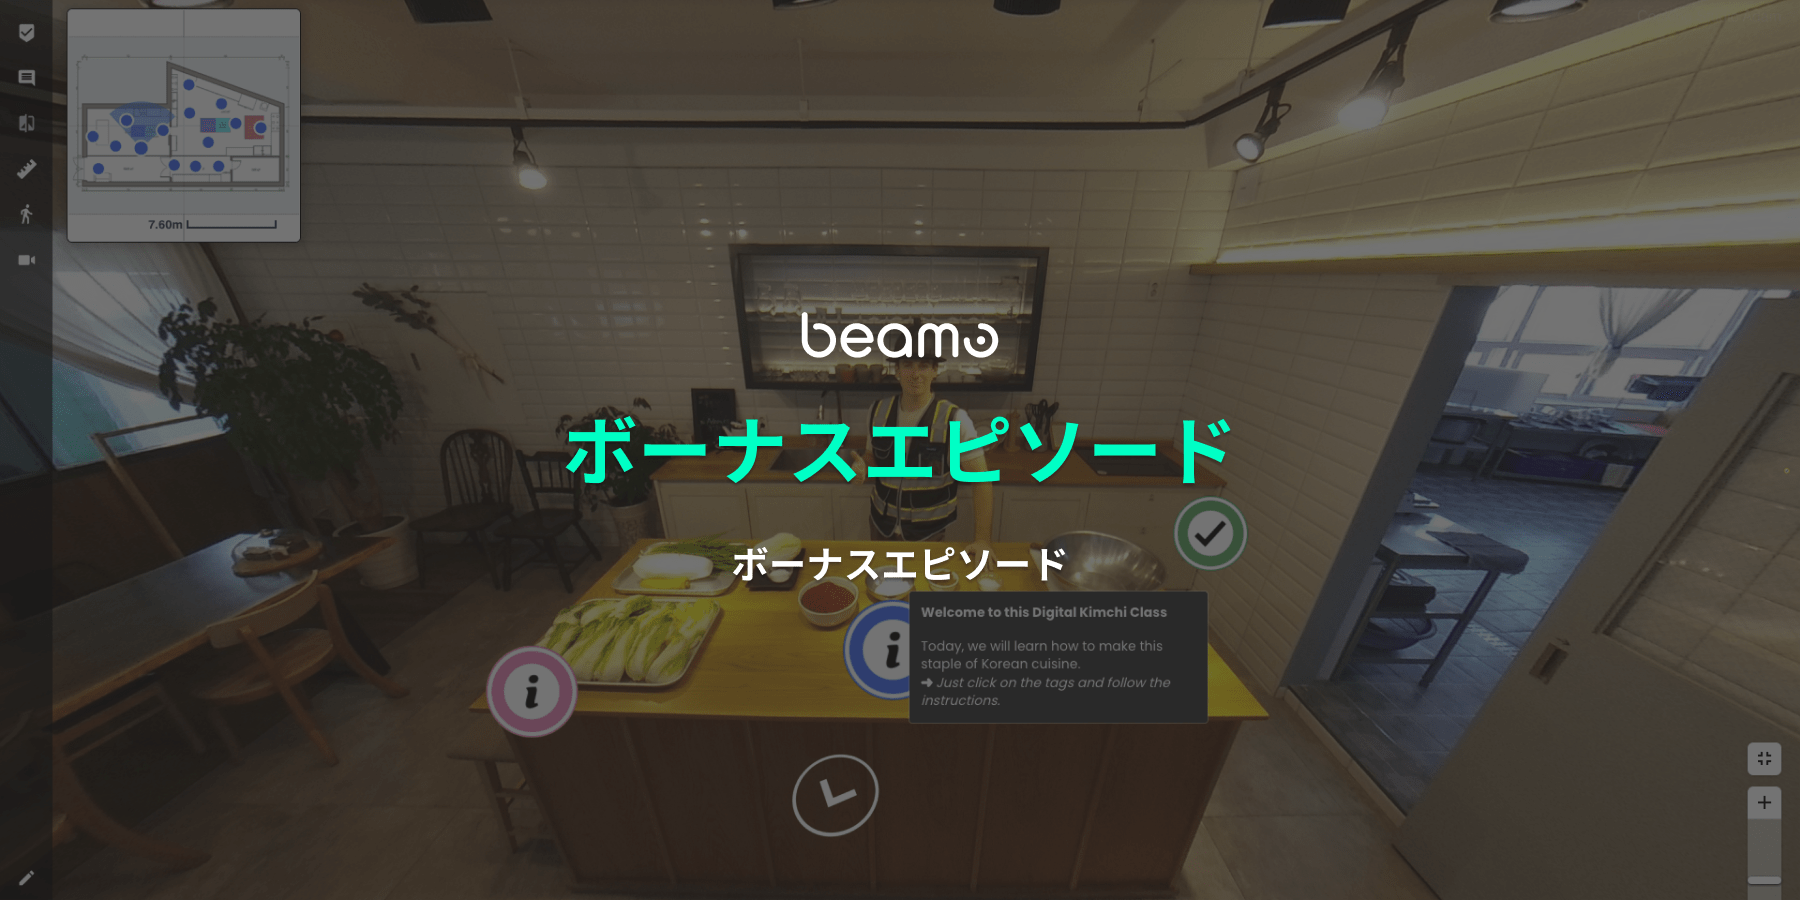 7.60m
beamo
ボーナスエピソード
ボーナスエピソード
Welcome to this Digital Kimchi Class
Today, we will learn how to make this
staple of Korean cuisine.
➜ Just click on the tags and follow the
instructions.